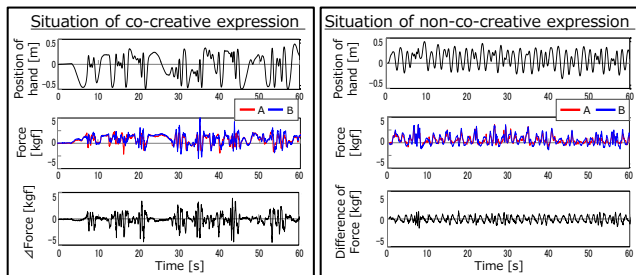 Situation of co-creative expression
Position of
hand [m]
0.5
0
-0.5
0 10 20 30 40 50 60
A B
Force
[kgf]
5
0
5
0 10 20 30 40 50 60
⊿Force
[kgf]
5
0
-5
0 10 20 30 40 50 60
Time [s]
Situation of non-co-creative expression
Position of
hand [m]
0.5
0
-0.5
0 10 20 30 40 50 60
A B
Force
[kgf]
5
0
5
0 10 20 30 40 50 60
Difference of
Force [kgf]
5
0
-5
0 10 20 30 40 50 60
Time [s]